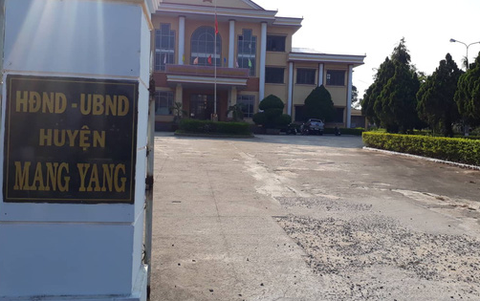 HĐND - UBND
HUYỆN
MANG YANG